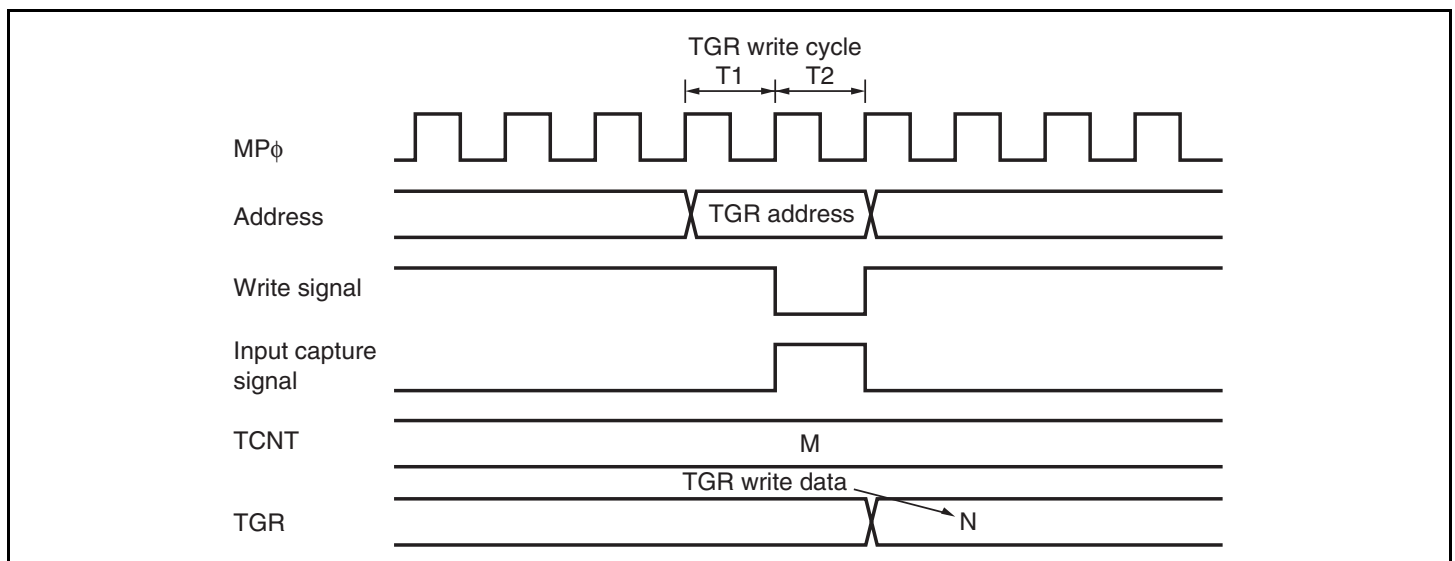 TGR write cycle
T1 T2
MPφ
Address
TGR address
Write signal
Input capture
signal
TCNT
M
TGR write data
TGR
N